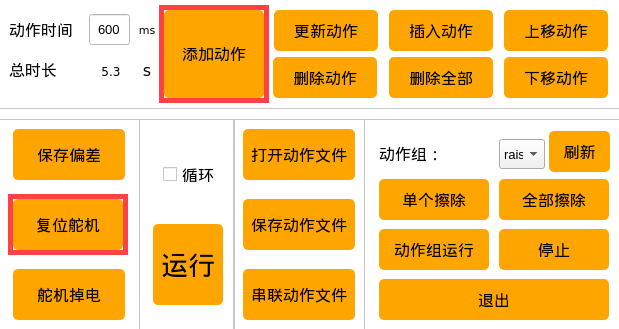 动作时间 600 ms 添加动作 更新动作 插入动作 上移动作
总时长 5.3 s 删除动作 删除全部 下移动作
保存偏差 循环 打开动作文件 动作组： rais 刷新
复位舵机 运行 保存动作文件 单个擦除 全部擦除
动作组运行 停止
舵机掉电 串联动作文件 退出